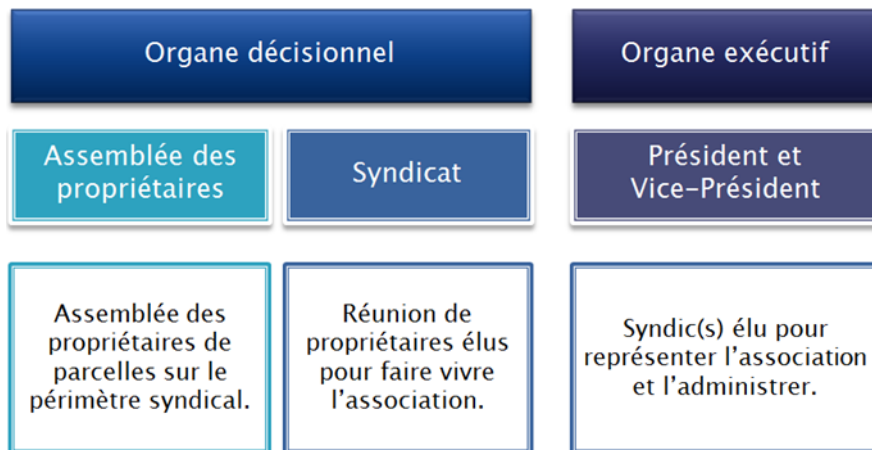 Organe décisionnel
Organe exécutif
Assemblée des
propriétaires
Syndicat
Président et
Vice-Président
Assemblée des
propriétaires de
parcelles sur le
périmètre syndical.
Réunion de
propriétaires élus
pour faire vivre
l'association.
Syndic(s) élu pour
représenter l'association
et l'administrer.